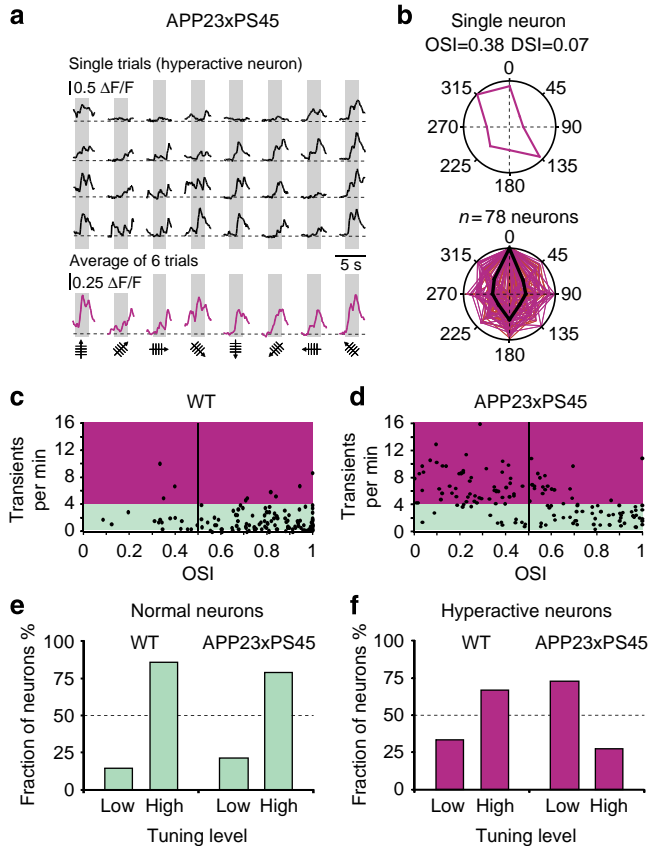 a
APP23xPS45
Single trials (hyperactive neuron)
0.5 ΔF/F
Average of 6 trials
5 s
0.25 ΔF/F
b
Single neuron
OSI=0.38 DSI=0.07
0
315 45
270 90
225 135
180
n=78 neurons
0
315 45
270 90
225 135
180
c
WT
Transients per min
16
12
8
4
0
0 0.2 0.4 0.6 0.8 1
OSI
d
APP23xPS45
Transients per min
16
12
8
4
0
0 0.2 0.4 0.6 0.8 1
OSI
e
Normal neurons
WT APP23xPS45
Fraction of neurons %
100
75
50
25
0
Low High Low High
Tuning level
f
Hyperactive neurons
WT APP23xPS45
Fraction of neurons %
100
75
50
25
0
Low High Low High
Tuning level